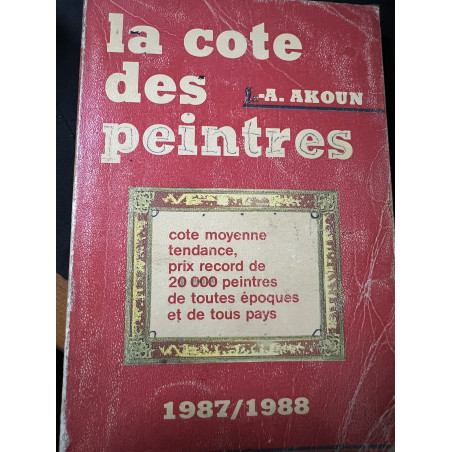 la cote
des
J.-A. AKOUN
peintres
cote moyenne
tendance,
prix record de
20 000 peintres
de toutes époques
et de tous pays
1987/1988